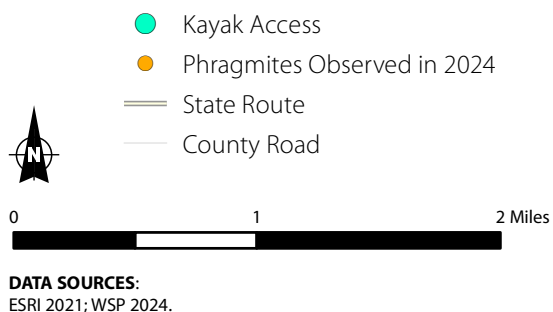 Kayak Access
Phragmites Observed in 2024
State Route
County Road
N
0 1 2 Miles
DATA SOURCES:
ESRI 2021; WSP 2024.